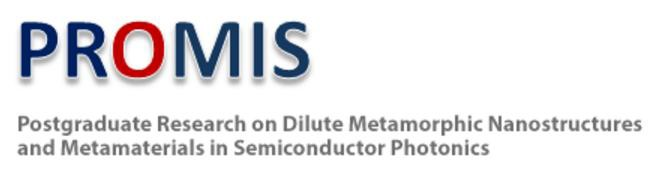 PROMIS
Postgraduate Research on Dilute Metamorphic Nanostructures
and Metamaterials in Semiconductor Photonics